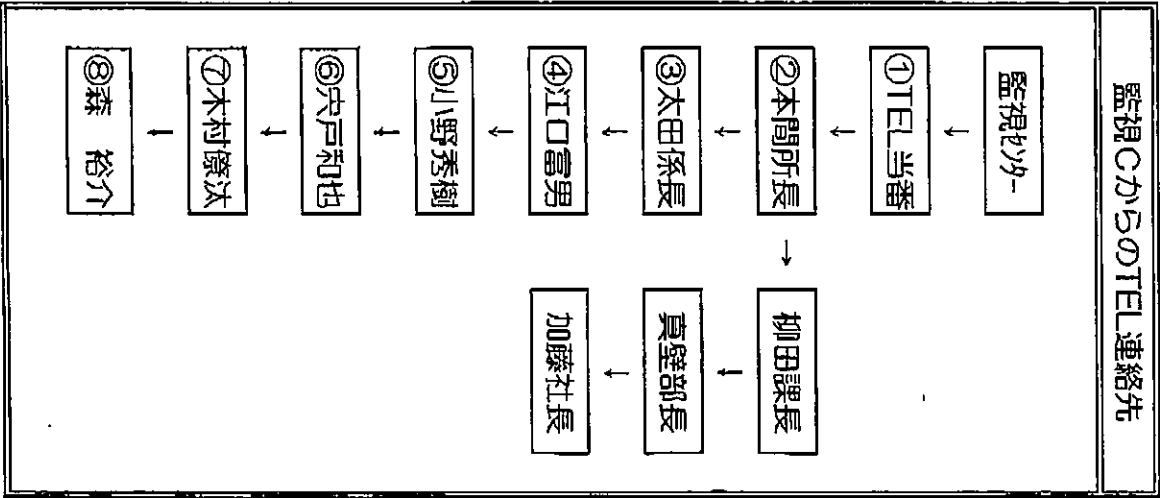 監視CからのTEL連絡先
監視センター
↓
①TEL当番
↓
②本間所長 → 柳田課長
↓ ↓
③太田係長 真壁部長
↓ ↓
④江口富男 加藤社長
↓
⑤小野秀樹
↓
⑥宍戸和也
↓
⑦木村僚汰
↓
⑧森 裕介